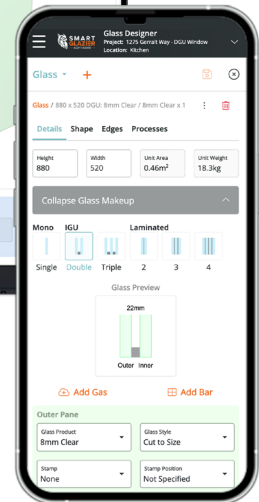 SMART GLAZIER
Glass Designer
Project: 1275 Gerrait Way - DGU Window
Location: Kitchen
Glass
Glass / 880 x 520 DGU: 8mm Clear / 8mm Clear x 1
Details Shape Edges Processes
Height Width Unit Area Unit Weight
880 520 0.46m² 18.3kg
Collapse Glass Makeup
Mono IGU Laminated
Single Double Triple 2 3 4
Glass Preview
22mm
Outer Inner
Add Gas Add Bar
Outer Pane
Glass Product Glass Style
8mm Clear Cut to Size
Stamp Stamp Position
None Not Specified